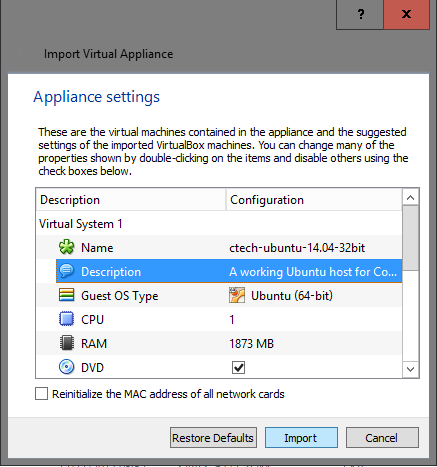 ?
x
Import Virtual Appliance
Appliance settings
These are the virtual machines contained in the appliance and the suggested
settings of the imported VirtualBox machines. You can change many of the
properties shown by double-clicking on the items and disable others using the
check boxes below.
Description Configuration
Virtual System 1
Name ctech-ubuntu-14.04-32bit
Description A working Ubuntu host for Co...
Guest OS Type Ubuntu (64-bit)
CPU 1
RAM 1873 MB
DVD
Reinitialize the MAC address of all network cards
Restore Defaults Import Cancel